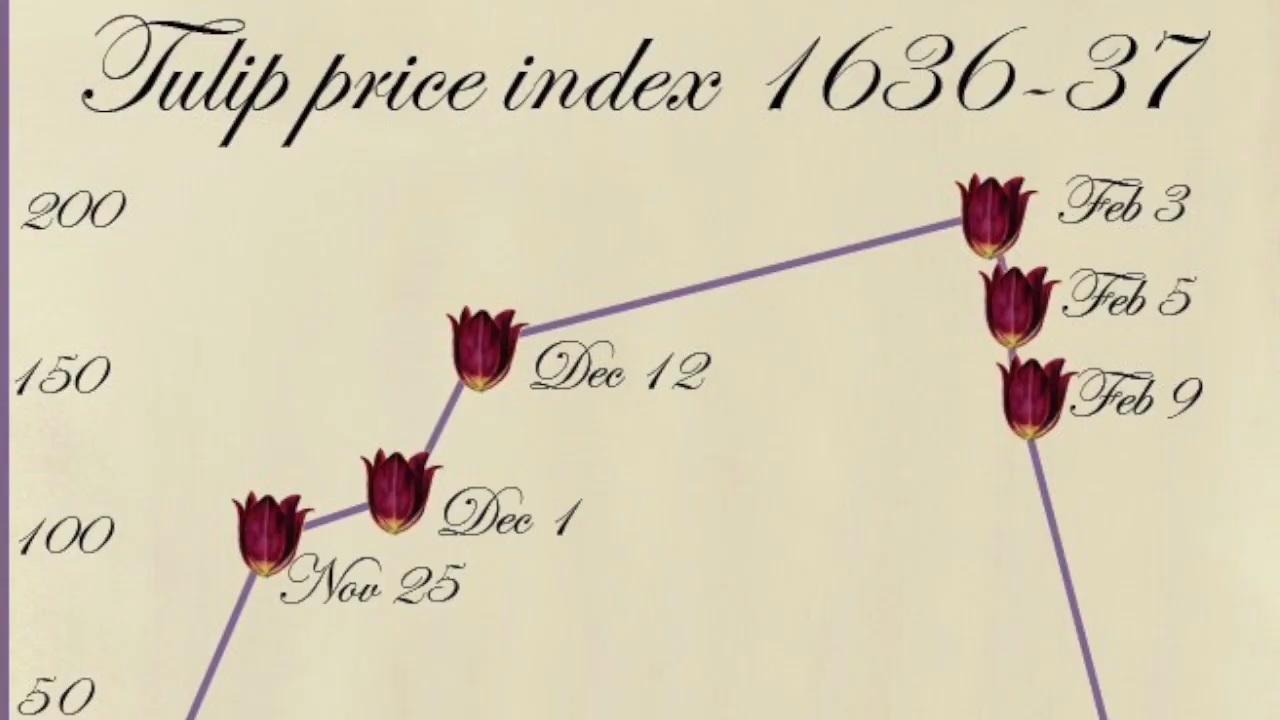 Tulip price index 1636-37
200
Feb 3
Feb 5
150
Dec 12
Feb 9
100
Dec 1
Nov 25
50